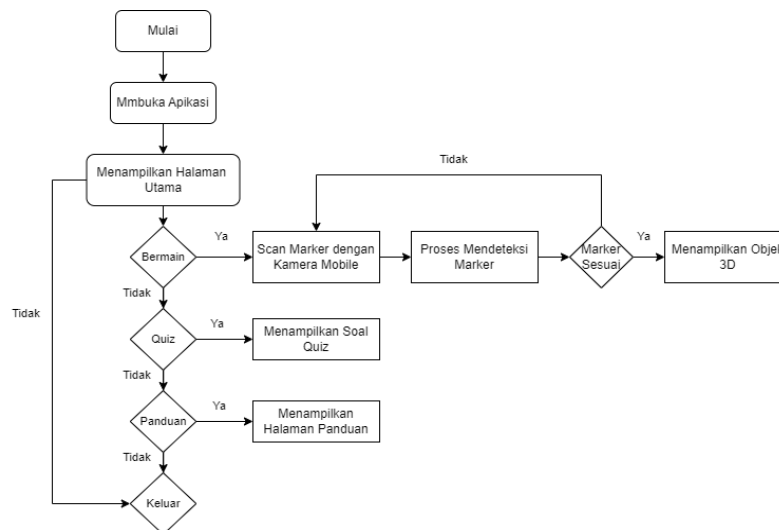 Mulai
Mmbuka Apikasi
Menampilkan Halaman
Utama
Tidak
Bermain
Ya
Scan Marker dengan
Kamera Mobile
Proses Mendeteksi
Marker
Marker
Sesuai
Ya
Menampilkan Objek
3D
Tidak
Tidak
Quiz
Ya
Menampilkan Soal
Quiz
Tidak
Tidak
Panduan
Ya
Menampilkan
Halaman Panduan
Tidak
Keluar